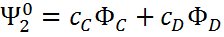 Ψ₂⁰ = c_C Φ_C + c_D Φ_D